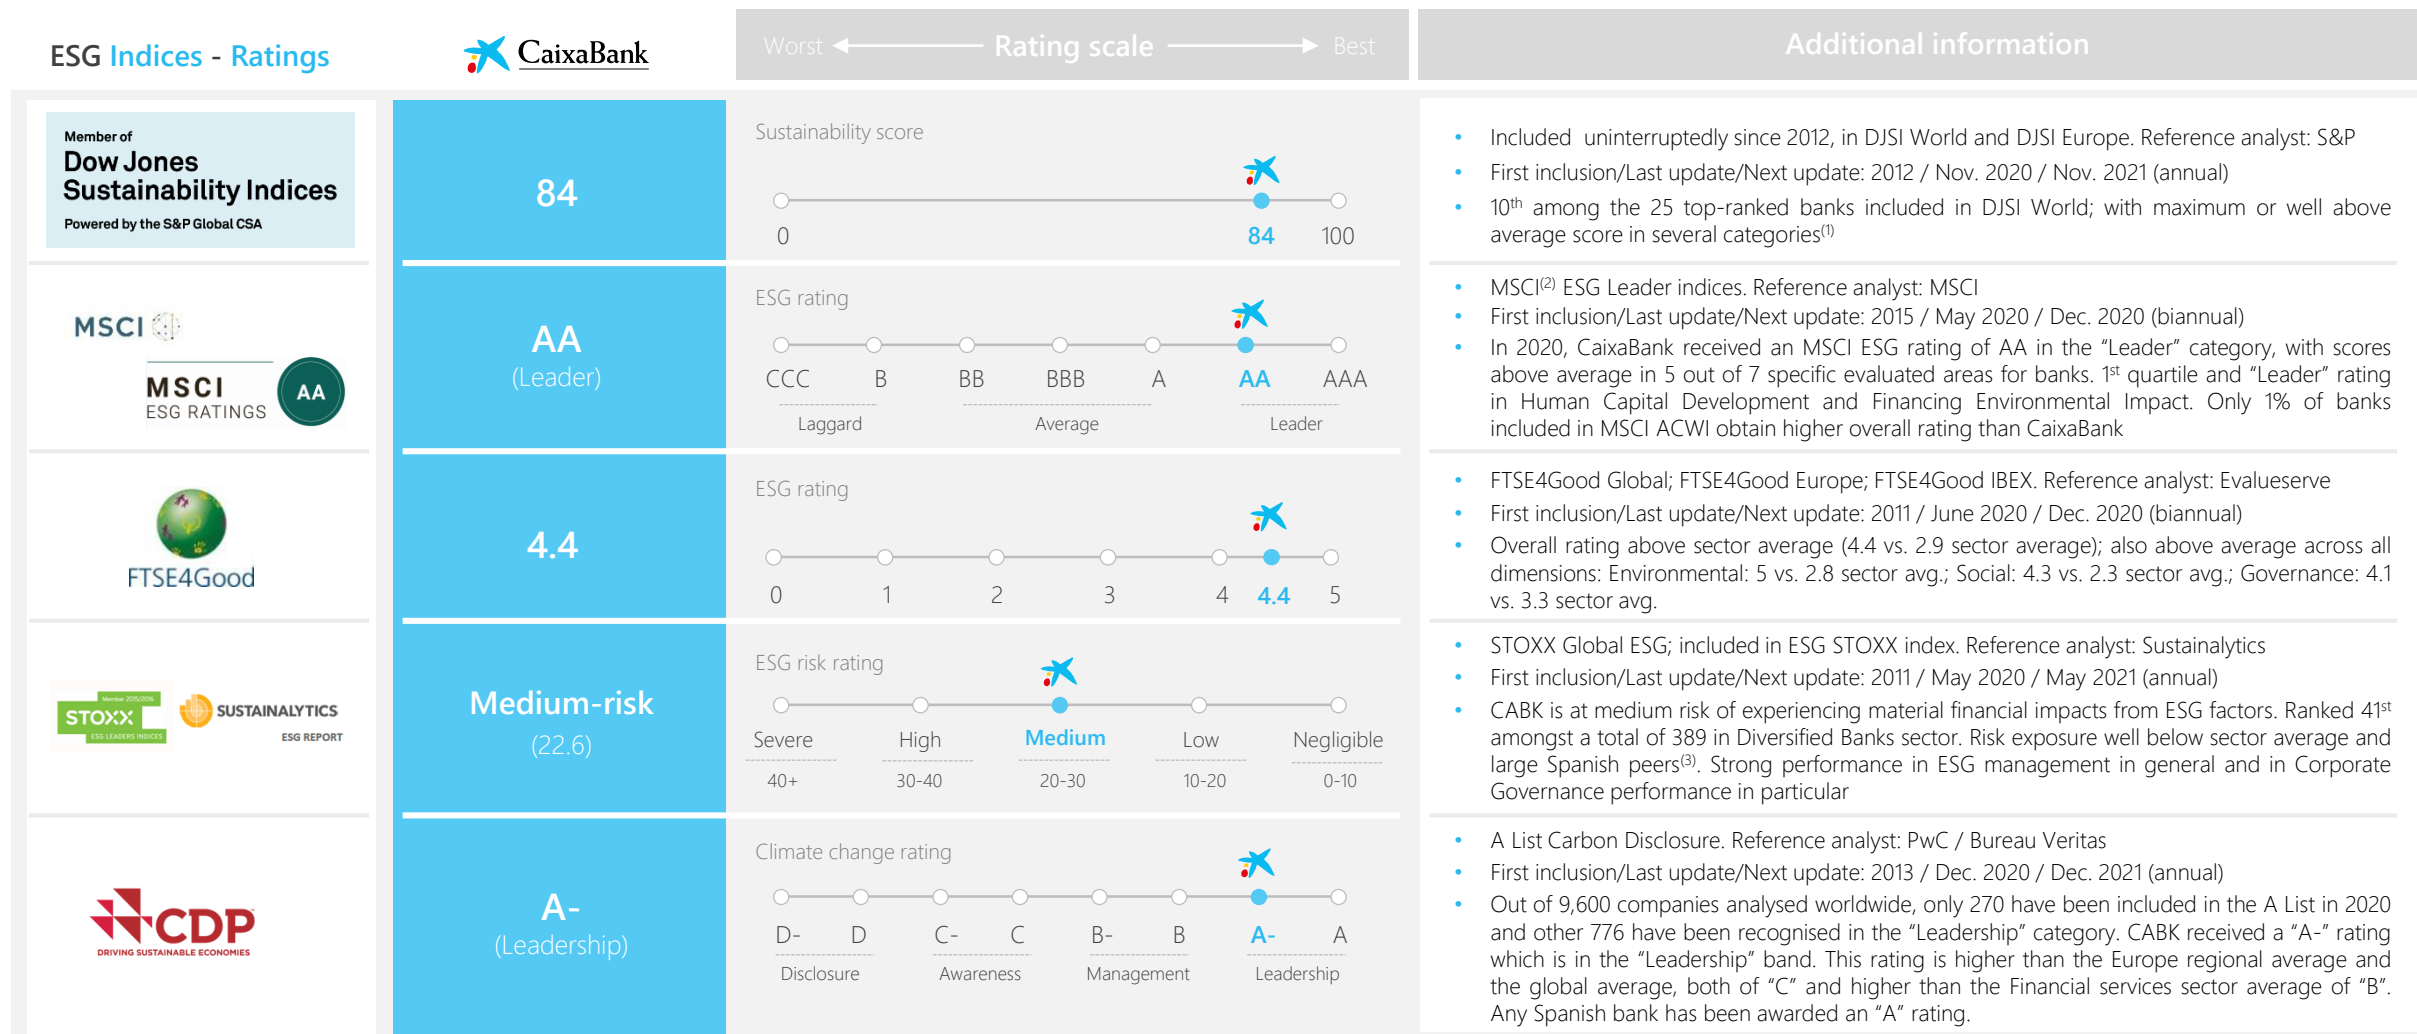 ESG Indices - Ratings
CaixaBank
Worst Rating scale Best
Additional information
Member of
Dow Jones
Sustainability Indices
Powered by the S&P Global CSA
84
Sustainability score
0 84 100
• Included uninterruptedly since 2012, in DJSI World and DJSI Europe. Reference analyst: S&P
• First inclusion/Last update/Next update: 2012 / Nov. 2020 / Nov. 2021 (annual)
• 10th among the 25 top-ranked banks included in DJSI World; with maximum or well above
average score in several categories(1)
MSCI
MSCI
ESG RATINGS
AA
AA
(Leader)
ESG rating
CCC B BB BBB A AA AAA
Laggard Average Leader
• MSCI(2) ESG Leader indices. Reference analyst: MSCI
• First inclusion/Last update/Next update: 2015 / May 2020 / Dec. 2020 (biannual)
• In 2020, CaixaBank received an MSCI ESG rating of AA in the “Leader” category, with scores
above average in 5 out of 7 specific evaluated areas for banks. 1st quartile and “Leader” rating
in Human Capital Development and Financing Environmental Impact. Only 1% of banks
included in MSCI ACWI obtain higher overall rating than CaixaBank
FTSE4Good
4.4
ESG rating
0 1 2 3 4 4.4 5
• FTSE4Good Global; FTSE4Good Europe; FTSE4Good IBEX. Reference analyst: Evalueserve
• First inclusion/Last update/Next update: 2011 / June 2020 / Dec. 2020 (biannual)
• Overall rating above sector average (4.4 vs. 2.9 sector average); also above average across all
dimensions: Environmental: 5 vs. 2.8 sector avg.; Social: 4.3 vs. 2.3 sector avg.; Governance: 4.1
vs. 3.3 sector avg.
Member 2015/2016
STOXX
ESG LEADERS INDICES
SUSTAINALYTICS
ESG REPORT
Medium-risk
(22.6)
ESG risk rating
Severe High Medium Low Negligible
40+ 30-40 20-30 10-20 0-10
• STOXX Global ESG; included in ESG STOXX index. Reference analyst: Sustainalytics
• First inclusion/Last update/Next update: 2011 / May 2020 / May 2021 (annual)
• CABK is at medium risk of experiencing material financial impacts from ESG factors. Ranked 41st
amongst a total of 389 in Diversified Banks sector. Risk exposure well below sector average and
large Spanish peers(3). Strong performance in ESG management in general and in Corporate
Governance performance in particular
CDP
DRIVING SUSTAINABLE ECONOMIES
A-
(Leadership)
Climate change rating
D- D C- C B- B A- A
Disclosure Awareness Management Leadership
• A List Carbon Disclosure. Reference analyst: PwC / Bureau Veritas
• First inclusion/Last update/Next update: 2013 / Dec. 2020 / Dec. 2021 (annual)
• Out of 9,600 companies analysed worldwide, only 270 have been included in the A List in 2020
and other 776 have been recognised in the “Leadership” category. CABK received a “A-” rating
which is in the “Leadership” band. This rating is higher than the Europe regional average and
the global average, both of “C” and higher than the Financial services sector average of “B”.
Any Spanish bank has been awarded an “A” rating.